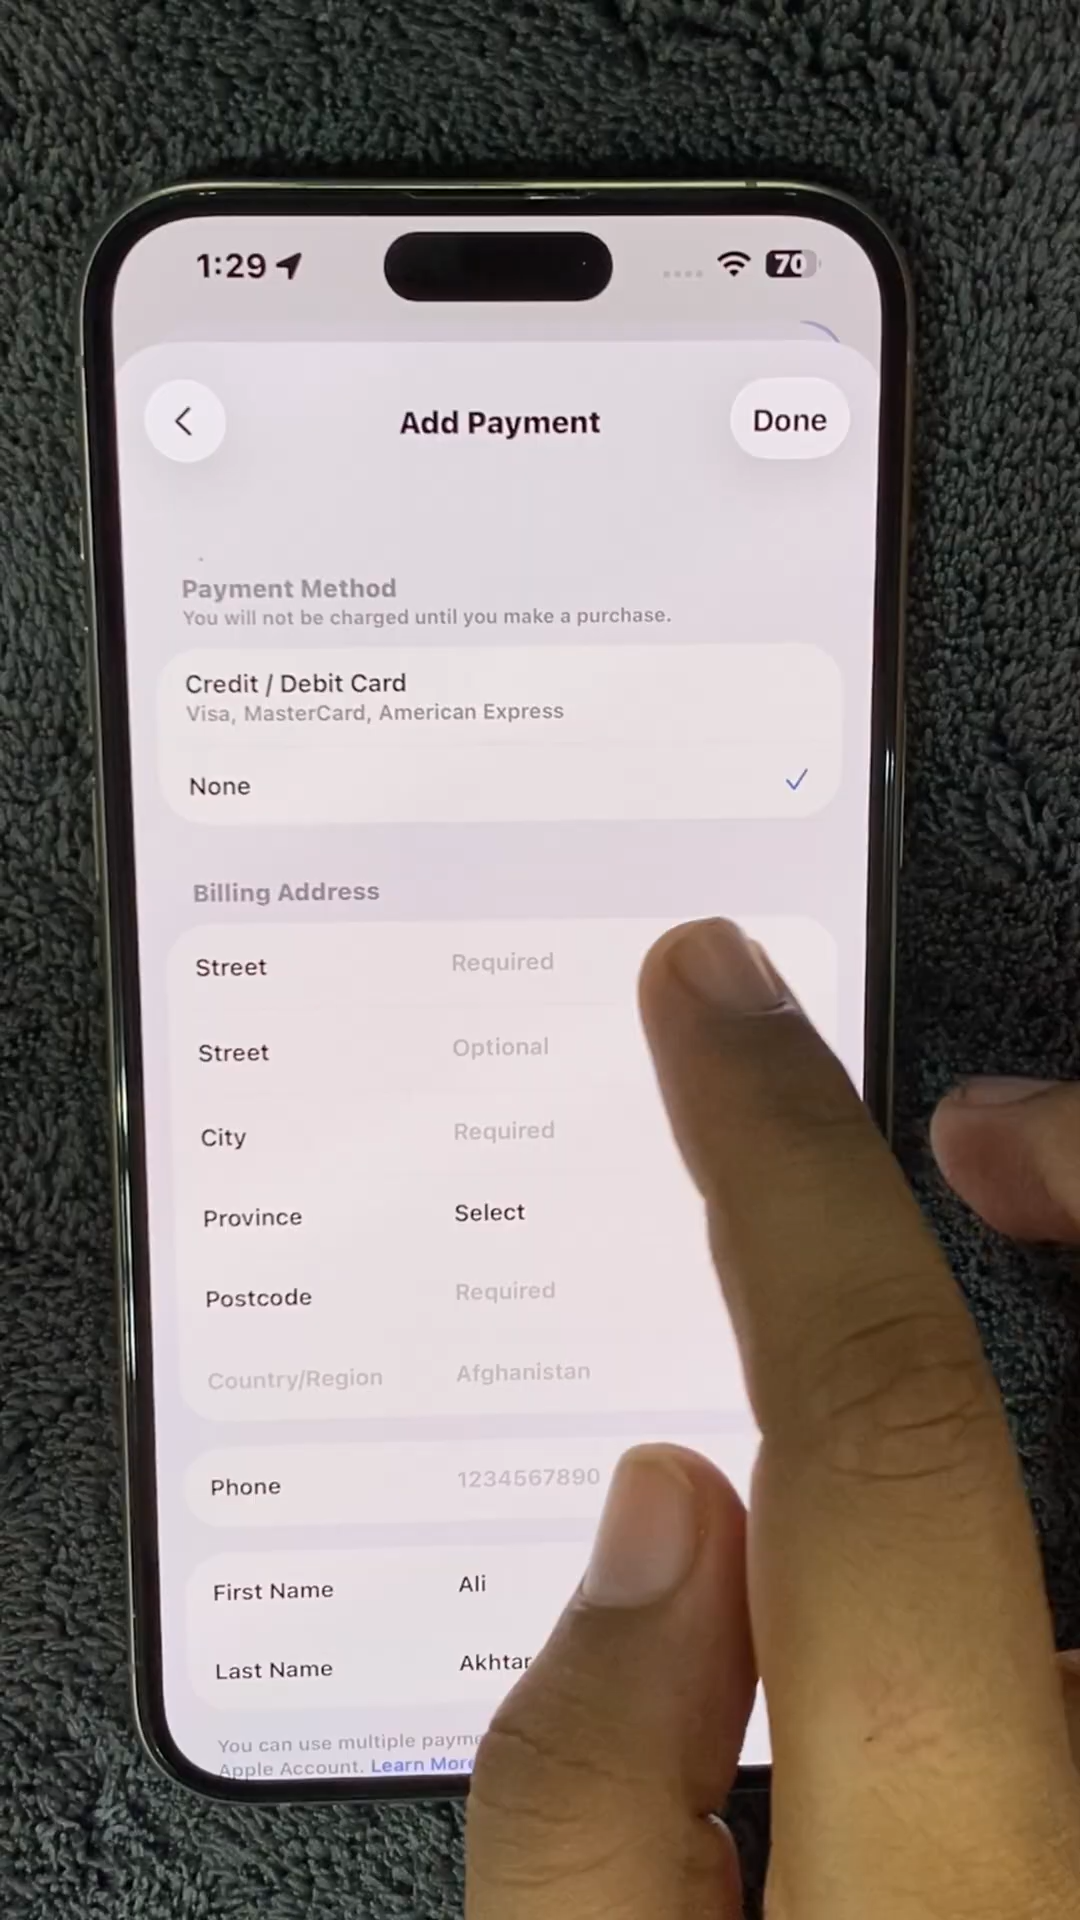 1:29
70
Add Payment
Done
Payment Method
You will not be charged until you make a purchase.
Credit / Debit Card
Visa, MasterCard, American Express
None
Billing Address
Street Required
Street Optional
City Required
Province Select
Postcode Required
Country/Region Afghanistan
Phone 1234567890
First Name Ali
Last Name Akhtar
You can use multiple
Apple Account. Learn More